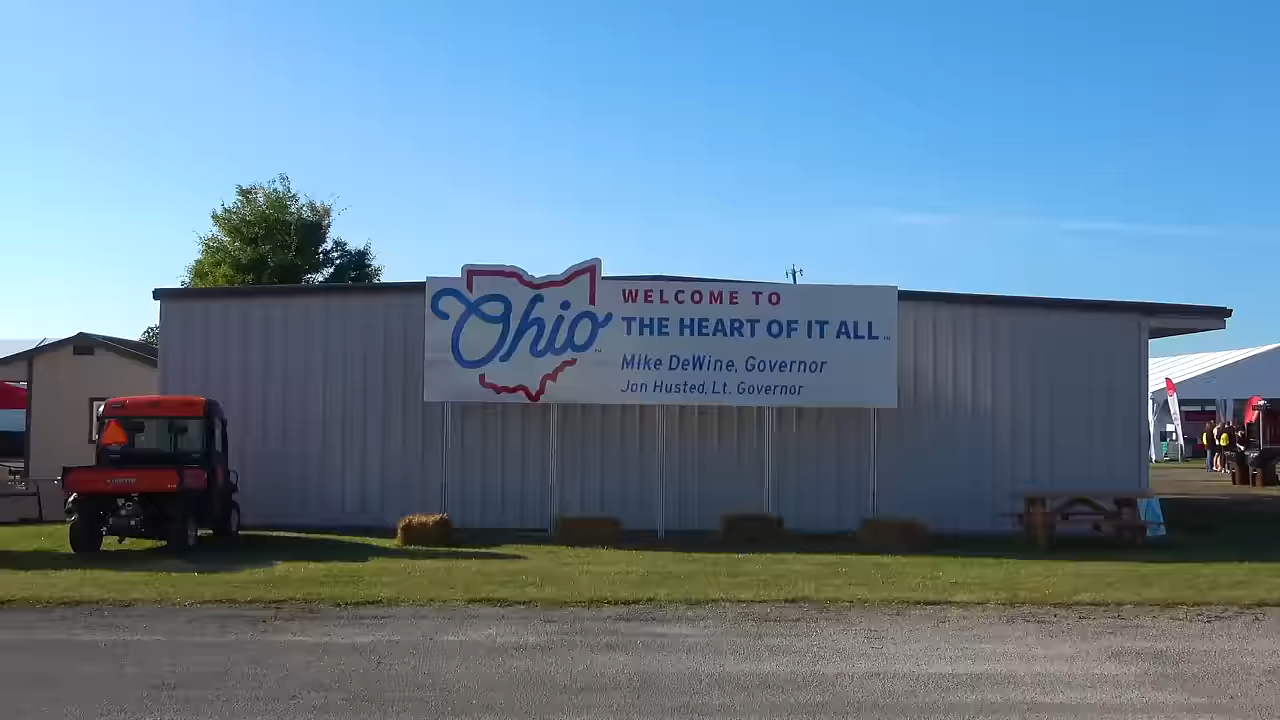 Ohio
WELCOME TO
THE HEART OF IT ALL
Mike DeWine, Governor
Jon Husted, Lt. Governor